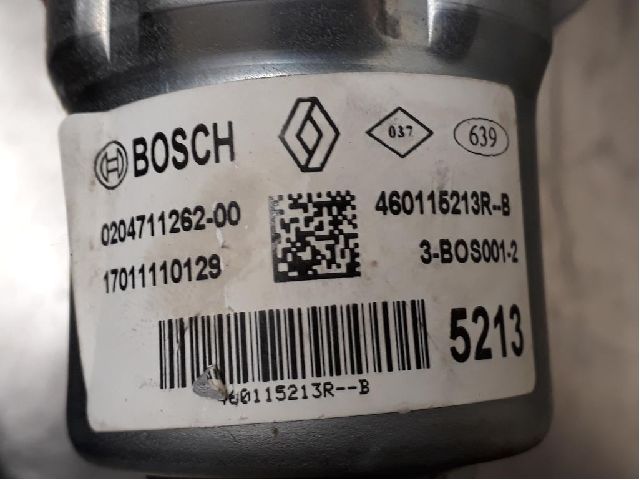 BOSCH 037 639
0204711262-00 460115213R--B
17011110129 3-BOS001-2
5213
460115213R--B